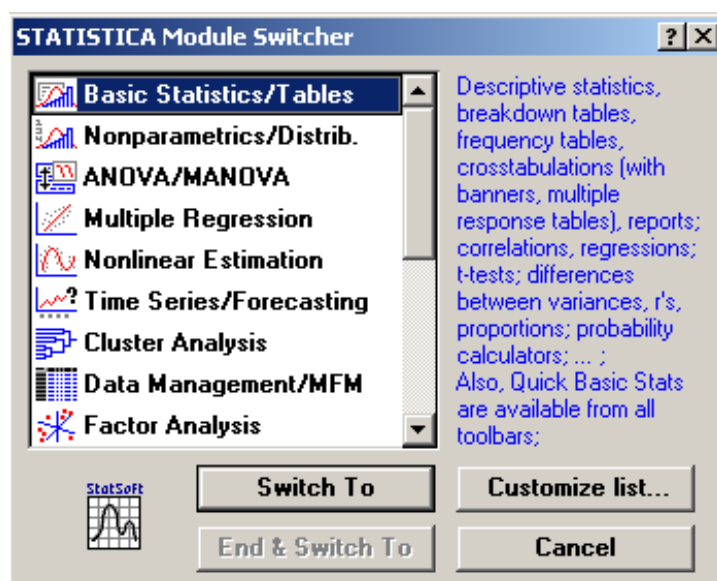 STATISTICA Module Switcher
Basic Statistics/Tables
Nonparametrics/Distrib.
ANOVA/MANOVA
Multiple Regression
Nonlinear Estimation
Time Series/Forecasting
Cluster Analysis
Data Management/MFM
Factor Analysis
Descriptive statistics,
breakdown tables,
frequency tables,
crosstabulations (with
banners, multiple
response tables), reports;
correlations, regressions;
t-tests; differences
between variances, r's,
proportions; probability
calculators; ... ;
Also, Quick Basic Stats
are available from all
toolbars;
StatSoft
Switch To
Customize list...
End & Switch To
Cancel